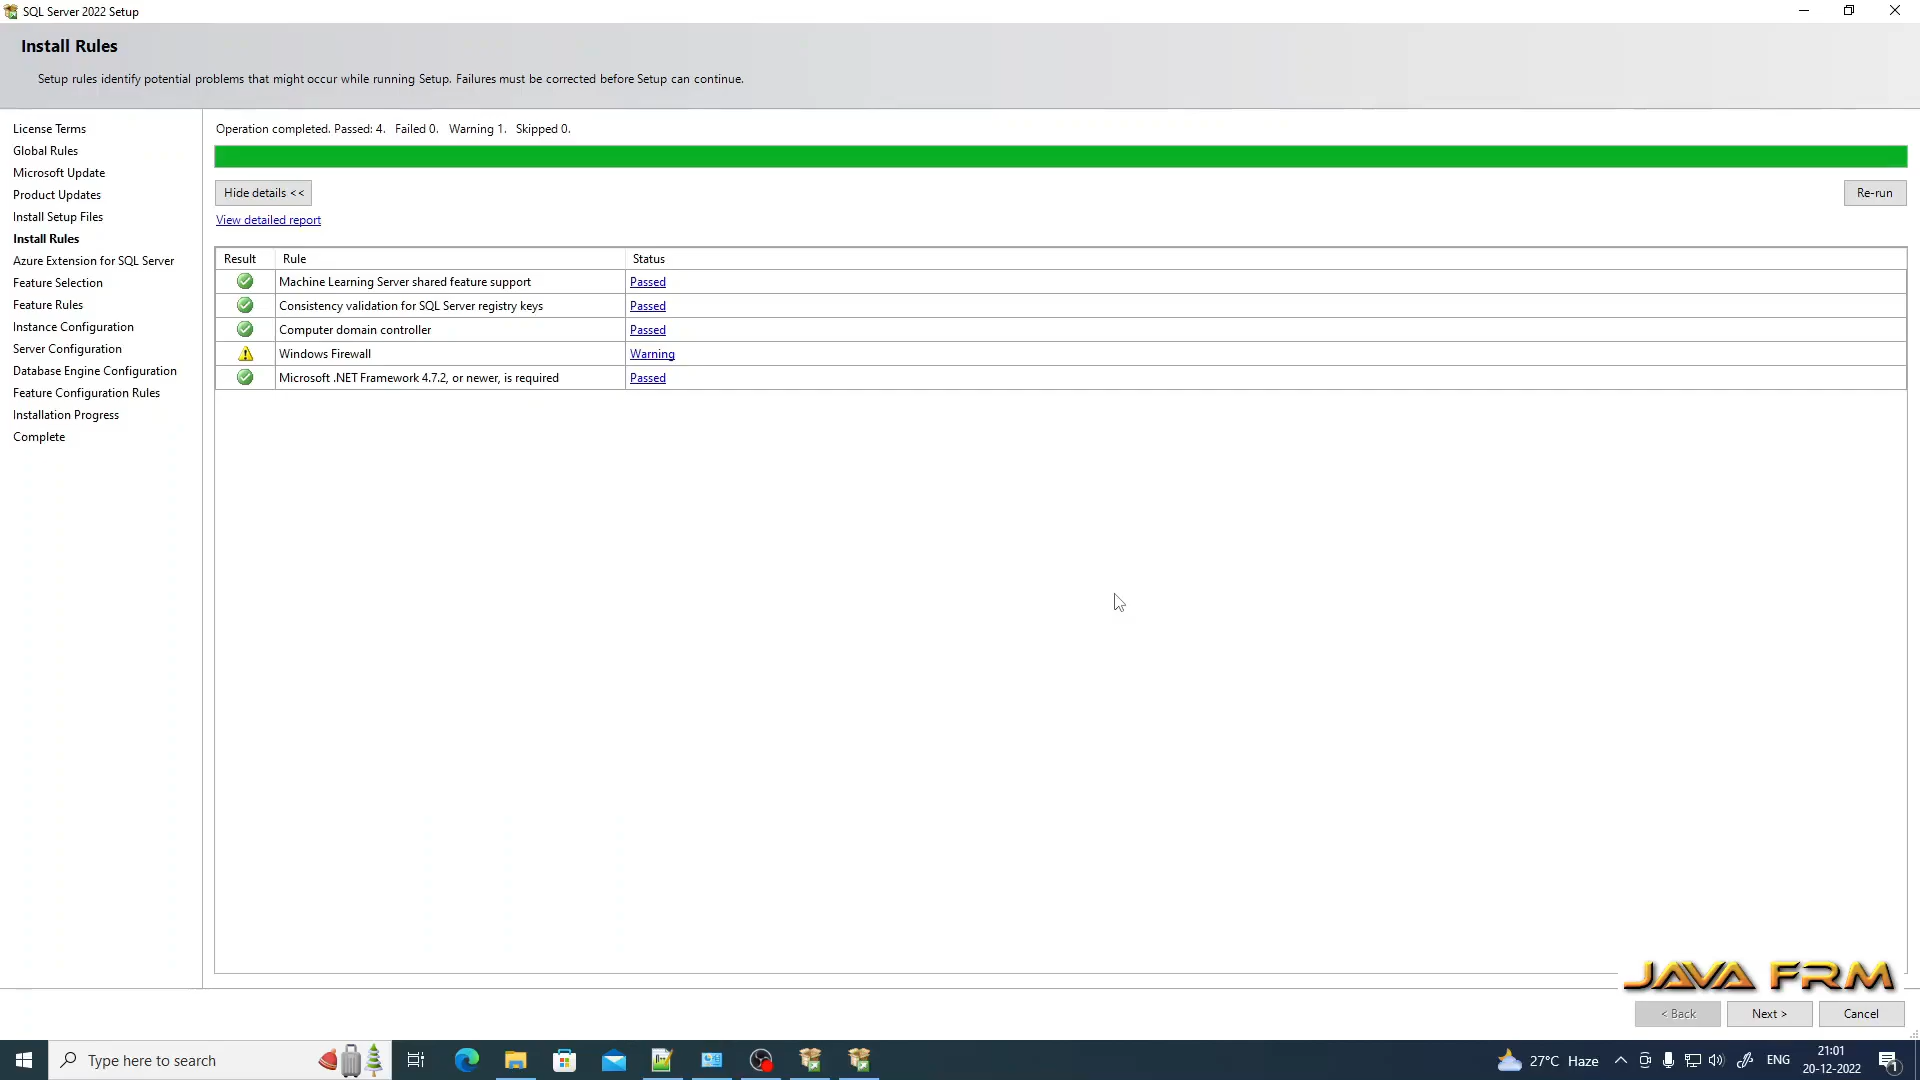 SQL Server 2022 Setup
Install Rules
Setup rules identify potential problems that might occur while running Setup. Failures must be corrected before Setup can continue.
License Terms
Global Rules
Microsoft Update
Product Updates
Install Setup Files
Install Rules
Azure Extension for SQL Server
Feature Selection
Feature Rules
Instance Configuration
Server Configuration
Database Engine Configuration
Feature Configuration Rules
Installation Progress
Complete
Operation completed. Passed: 4.   Failed 0.   Warning 1.   Skipped 0.
Hide details <<
Re-run
View detailed report
Result Rule Status
Machine Learning Server shared feature support Passed
Consistency validation for SQL Server registry keys Passed
Computer domain controller Passed
Windows Firewall Warning
Microsoft .NET Framework 4.7.2, or newer, is required Passed
JAVA FRM
< Back Next > Cancel
Type here to search
27°C Haze
ENG
21:01
20-12-2022
1